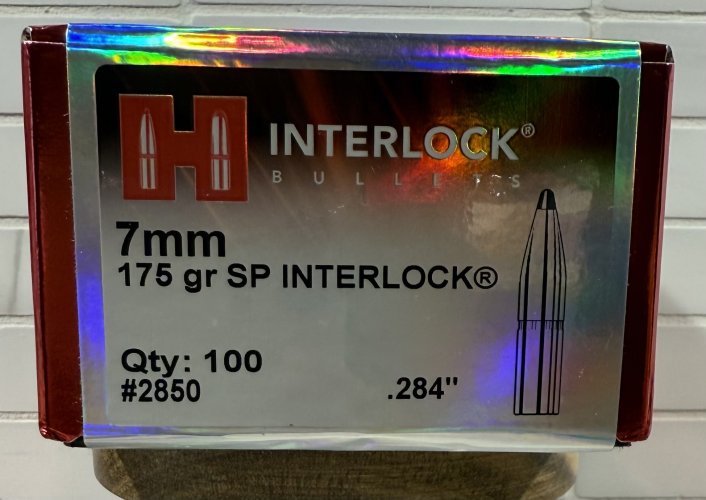 H
INTERLOCK®
BULLETS
7mm
175 gr SP INTERLOCK®
Qty: 100
#2850
.284"